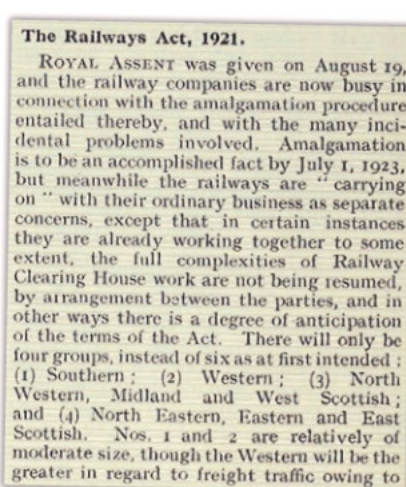 The Railways Act, 1921.
ROYAL ASSENT was given on August 19,
and the railway companies are now busy in
connection with the amalgamation procedure
entailed thereby, and with the many inci-
dental problems involved. Amalgamation
is to be an accomplished fact by July 1, 1923,
but meanwhile the railways are “ carrying
on ” with their ordinary business as separate
concerns, except that in certain instances
they are already working together to some
extent, the full complexities of Railway
Clearing House work are not being resumed,
by arrangement between the parties, and in
other ways there is a degree of anticipation
of the terms of the Act. There will only be
four groups, instead of six as at first intended :
(1) Southern ; (2) Western ; (3) North
Western, Midland and West Scottish ;
and (4) North Eastern, Eastern and East
Scottish. Nos. 1 and 2 are relatively of
moderate size, though the Western will be the
greater in regard to freight traffic owing to